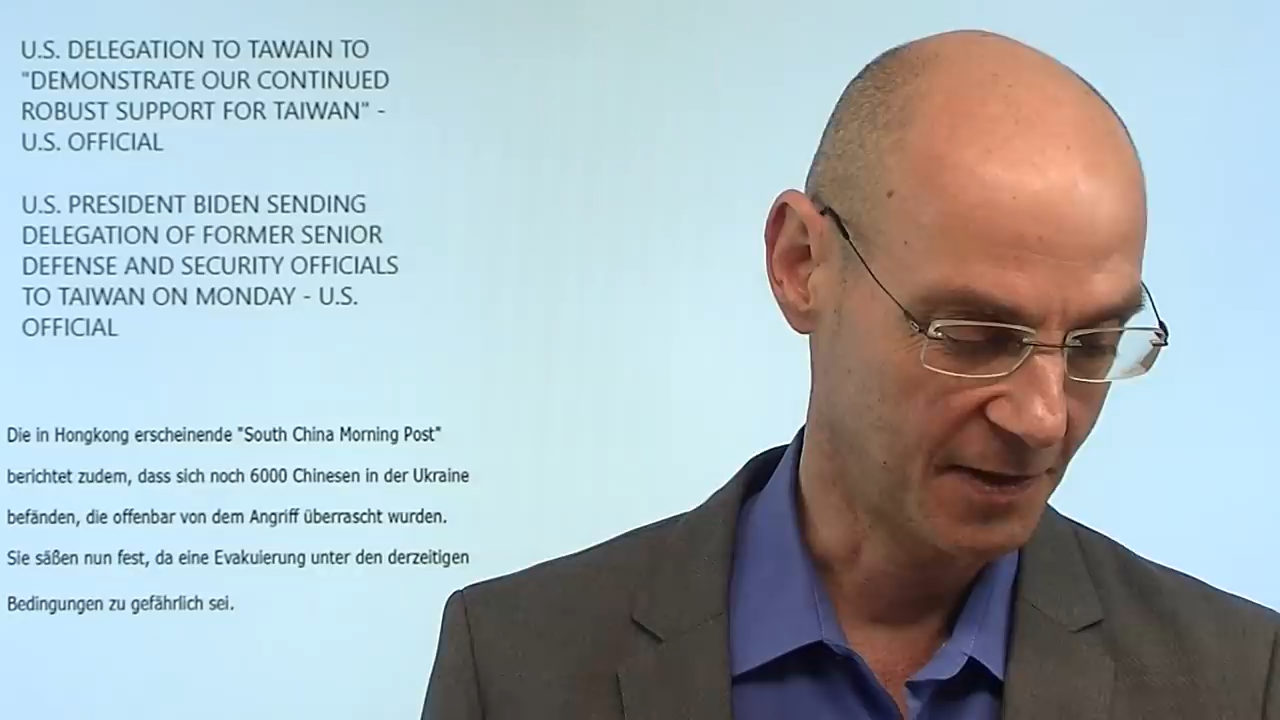 U.S. DELEGATION TO TAWAIN TO
"DEMONSTRATE OUR CONTINUED
ROBUST SUPPORT FOR TAIWAN" -
U.S. OFFICIAL
U.S. PRESIDENT BIDEN SENDING
DELEGATION OF FORMER SENIOR
DEFENSE AND SECURITY OFFICIALS
TO TAIWAN ON MONDAY - U.S.
OFFICIAL
Die in Hongkong erscheinende "South China Morning Post"
berichtet zudem, dass sich noch 6000 Chinesen in der Ukraine
befänden, die offenbar von dem Angriff überrascht wurden.
Sie säßen nun fest, da eine Evakuierung unter den derzeitigen
Bedingungen zu gefährlich sei.